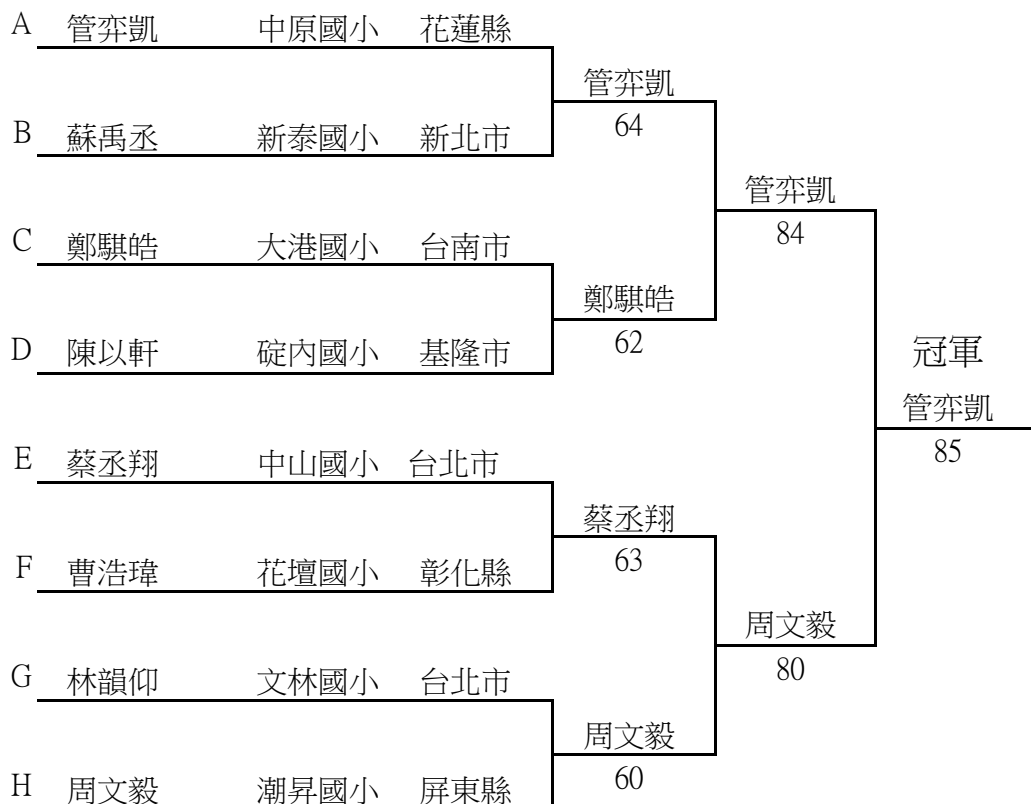 A 管弈凱 中原國小 花蓮縣
管弈凱
64
B 蘇禹丞 新泰國小 新北市
管弈凱
84
C 鄭騏皓 大港國小 台南市
鄭騏皓
62
D 陳以軒 碇內國小 基隆市
冠軍
管弈凱
85
E 蔡丞翔 中山國小 台北市
蔡丞翔
63
F 曹浩瑋 花壇國小 彰化縣
周文毅
80
G 林韻仰 文林國小 台北市
周文毅
60
H 周文毅 潮昇國小 屏東縣